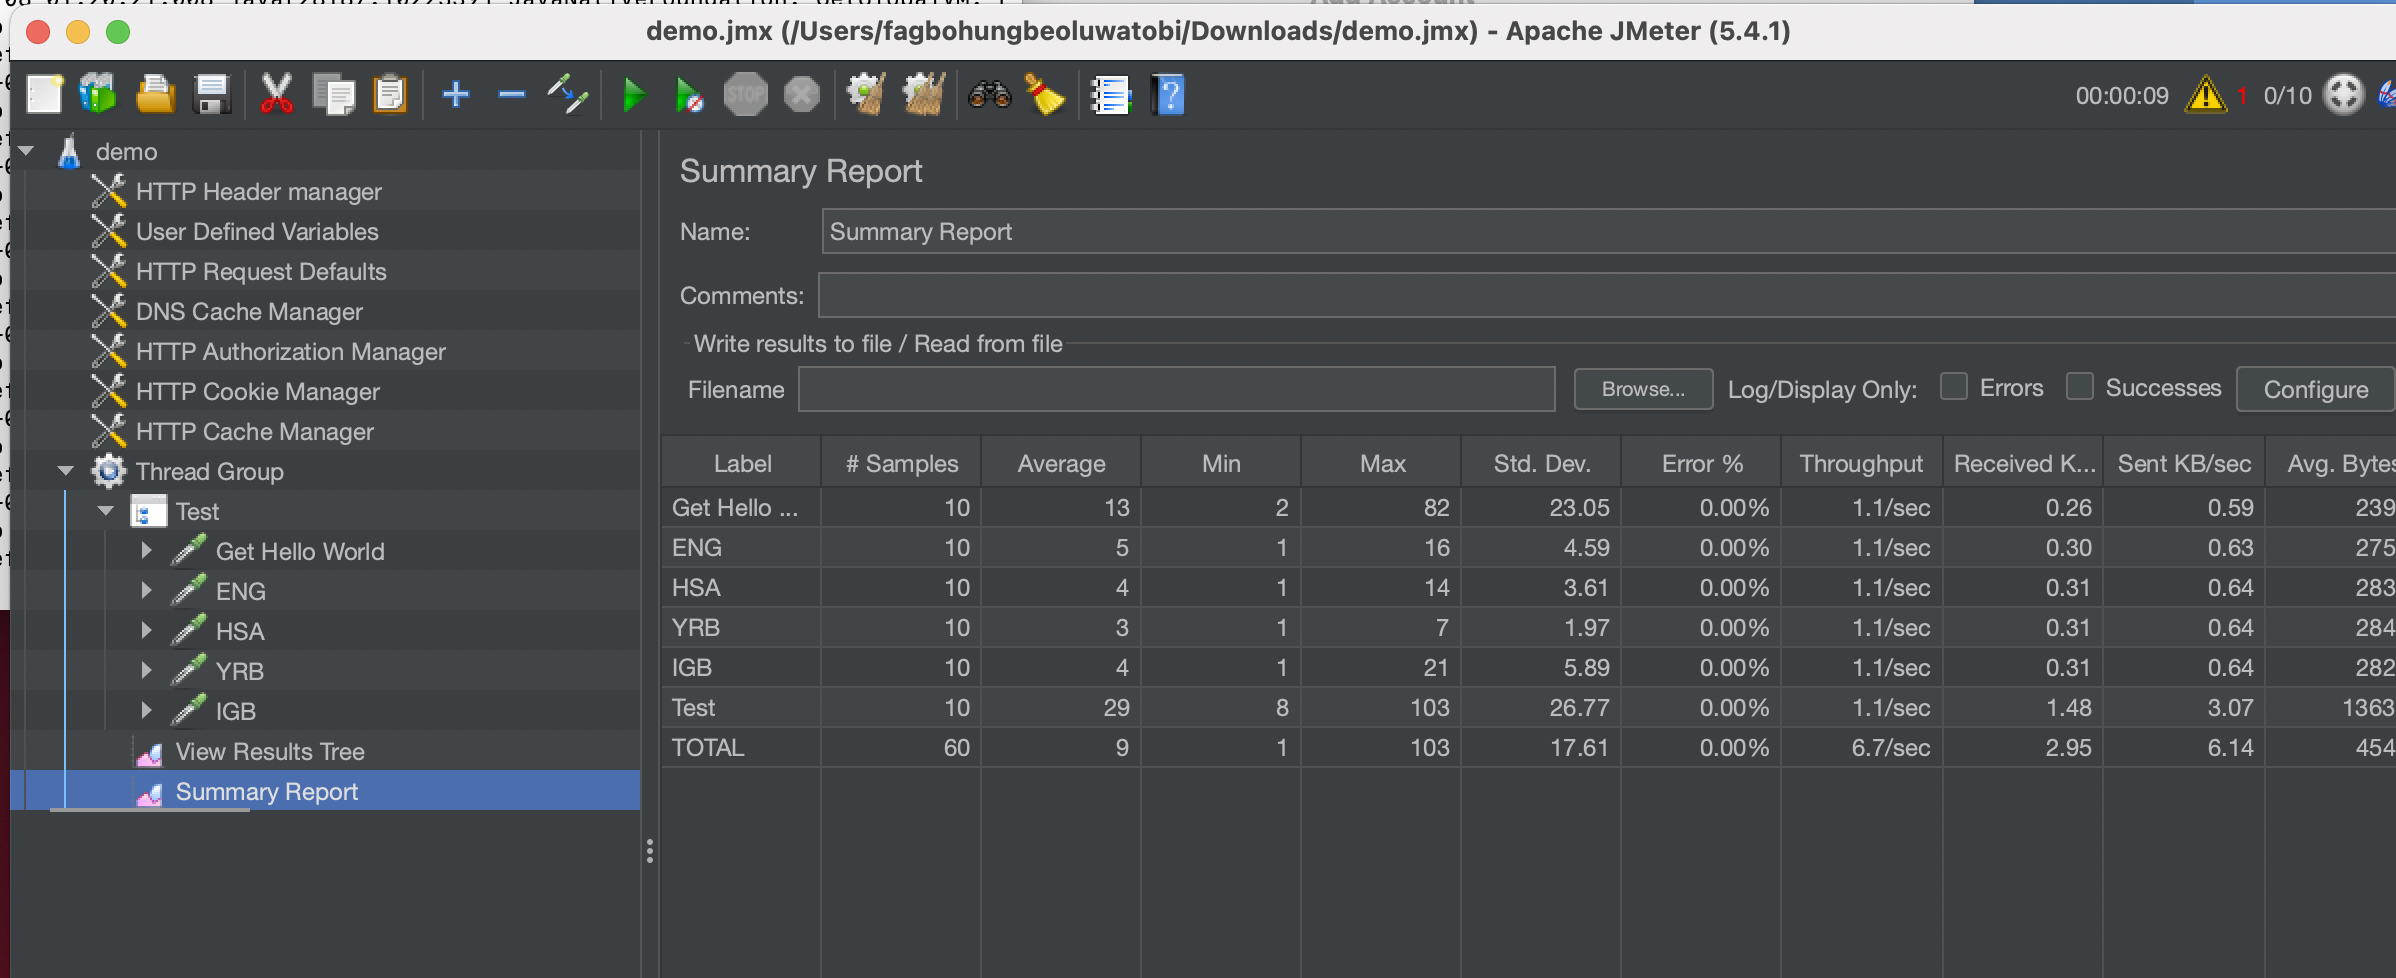 demo.jmx (/Users/fagbohungbeoluwatobi/Downloads/demo.jmx) - Apache JMeter (5.4.1)
STOP
00:00:09 1 0/10
demo
HTTP Header manager
User Defined Variables
HTTP Request Defaults
DNS Cache Manager
HTTP Authorization Manager
HTTP Cookie Manager
HTTP Cache Manager
Thread Group
Test
Get Hello World
ENG
HSA
YRB
IGB
View Results Tree
Summary Report
Summary Report
Name: Summary Report
Comments:
Write results to file / Read from file
Filename Browse... Log/Display Only: Errors Successes Configure
Label # Samples Average Min Max Std. Dev. Error % Throughput Received K... Sent KB/sec Avg. Bytes
Get Hello ... 10 13 2 82 23.05 0.00% 1.1/sec 0.26 0.59 239
ENG 10 5 1 16 4.59 0.00% 1.1/sec 0.30 0.63 275
HSA 10 4 1 14 3.61 0.00% 1.1/sec 0.31 0.64 283
YRB 10 3 1 7 1.97 0.00% 1.1/sec 0.31 0.64 284
IGB 10 4 1 21 5.89 0.00% 1.1/sec 0.31 0.64 282
Test 10 29 8 103 26.77 0.00% 1.1/sec 1.48 3.07 1363
TOTAL 60 9 1 103 17.61 0.00% 6.7/sec 2.95 6.14 454